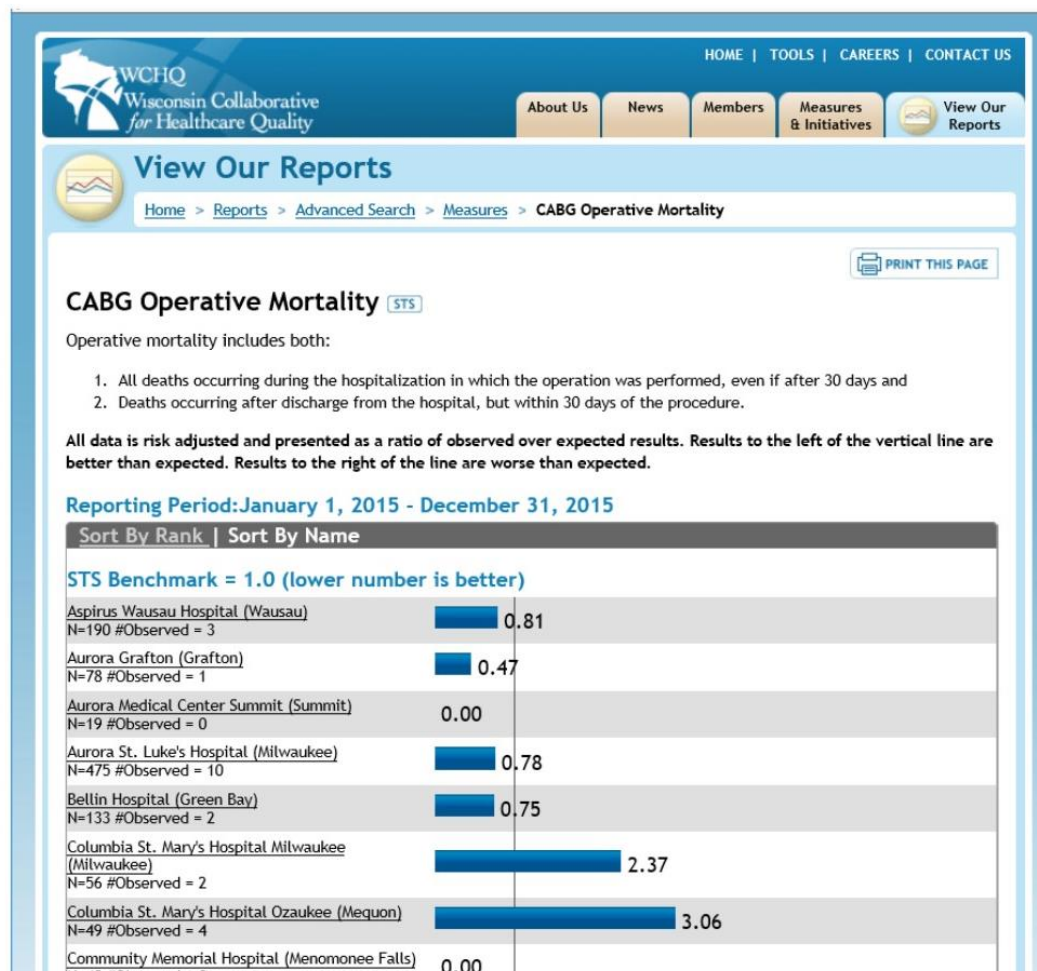 HOME | TOOLS | CAREERS | CONTACT US
WCHQ
Wisconsin Collaborative
for Healthcare Quality
About Us
News
Members
Measures
& Initiatives
View Our
Reports
View Our Reports
Home > Reports > Advanced Search > Measures > CABG Operative Mortality
PRINT THIS PAGE
CABG Operative Mortality STS
Operative mortality includes both:
1. All deaths occurring during the hospitalization in which the operation was performed, even if after 30 days and
2. Deaths occurring after discharge from the hospital, but within 30 days of the procedure.
All data is risk adjusted and presented as a ratio of observed over expected results. Results to the left of the vertical line are
better than expected. Results to the right of the line are worse than expected.
Reporting Period:January 1, 2015 - December 31, 2015
Sort By Rank | Sort By Name
STS Benchmark = 1.0 (lower number is better)
Aspirus Wausau Hospital (Wausau)
N=190 #Observed = 3
0.81
Aurora Grafton (Grafton)
N=78 #Observed = 1
0.47
Aurora Medical Center Summit (Summit)
N=19 #Observed = 0
0.00
Aurora St. Luke's Hospital (Milwaukee)
N=475 #Observed = 10
0.78
Bellin Hospital (Green Bay)
N=133 #Observed = 2
0.75
Columbia St. Mary's Hospital Milwaukee
(Milwaukee)
N=56 #Observed = 2
2.37
Columbia St. Mary's Hospital Ozaukee (Mequon)
N=49 #Observed = 4
3.06
Community Memorial Hospital (Menomonee Falls)
0.00